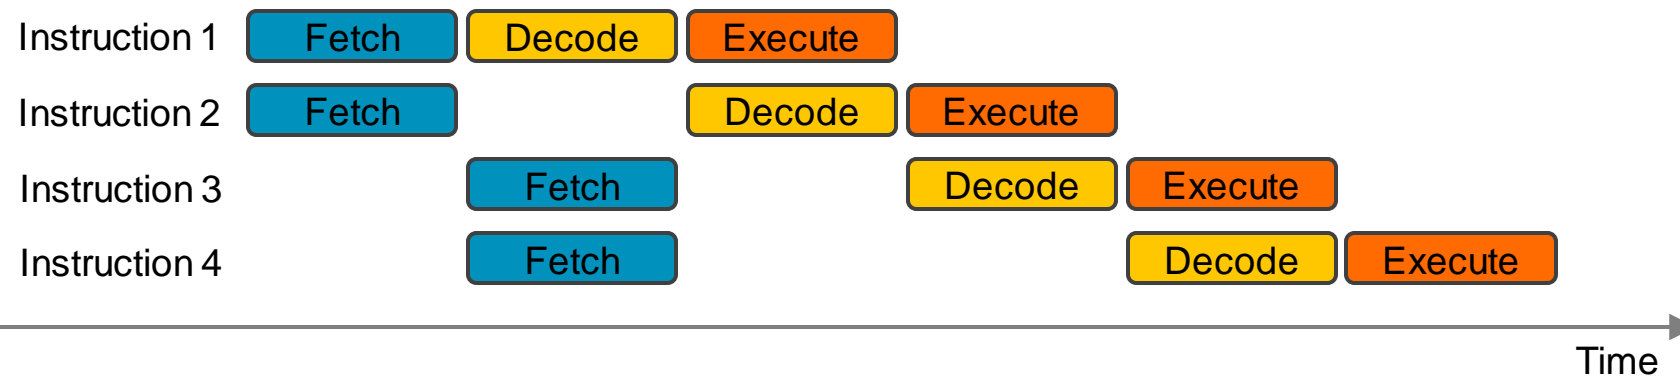 Instruction 1 Fetch Decode Execute
Instruction 2 Fetch Decode Execute
Instruction 3 Fetch Decode Execute
Instruction 4 Fetch Decode Execute
Time